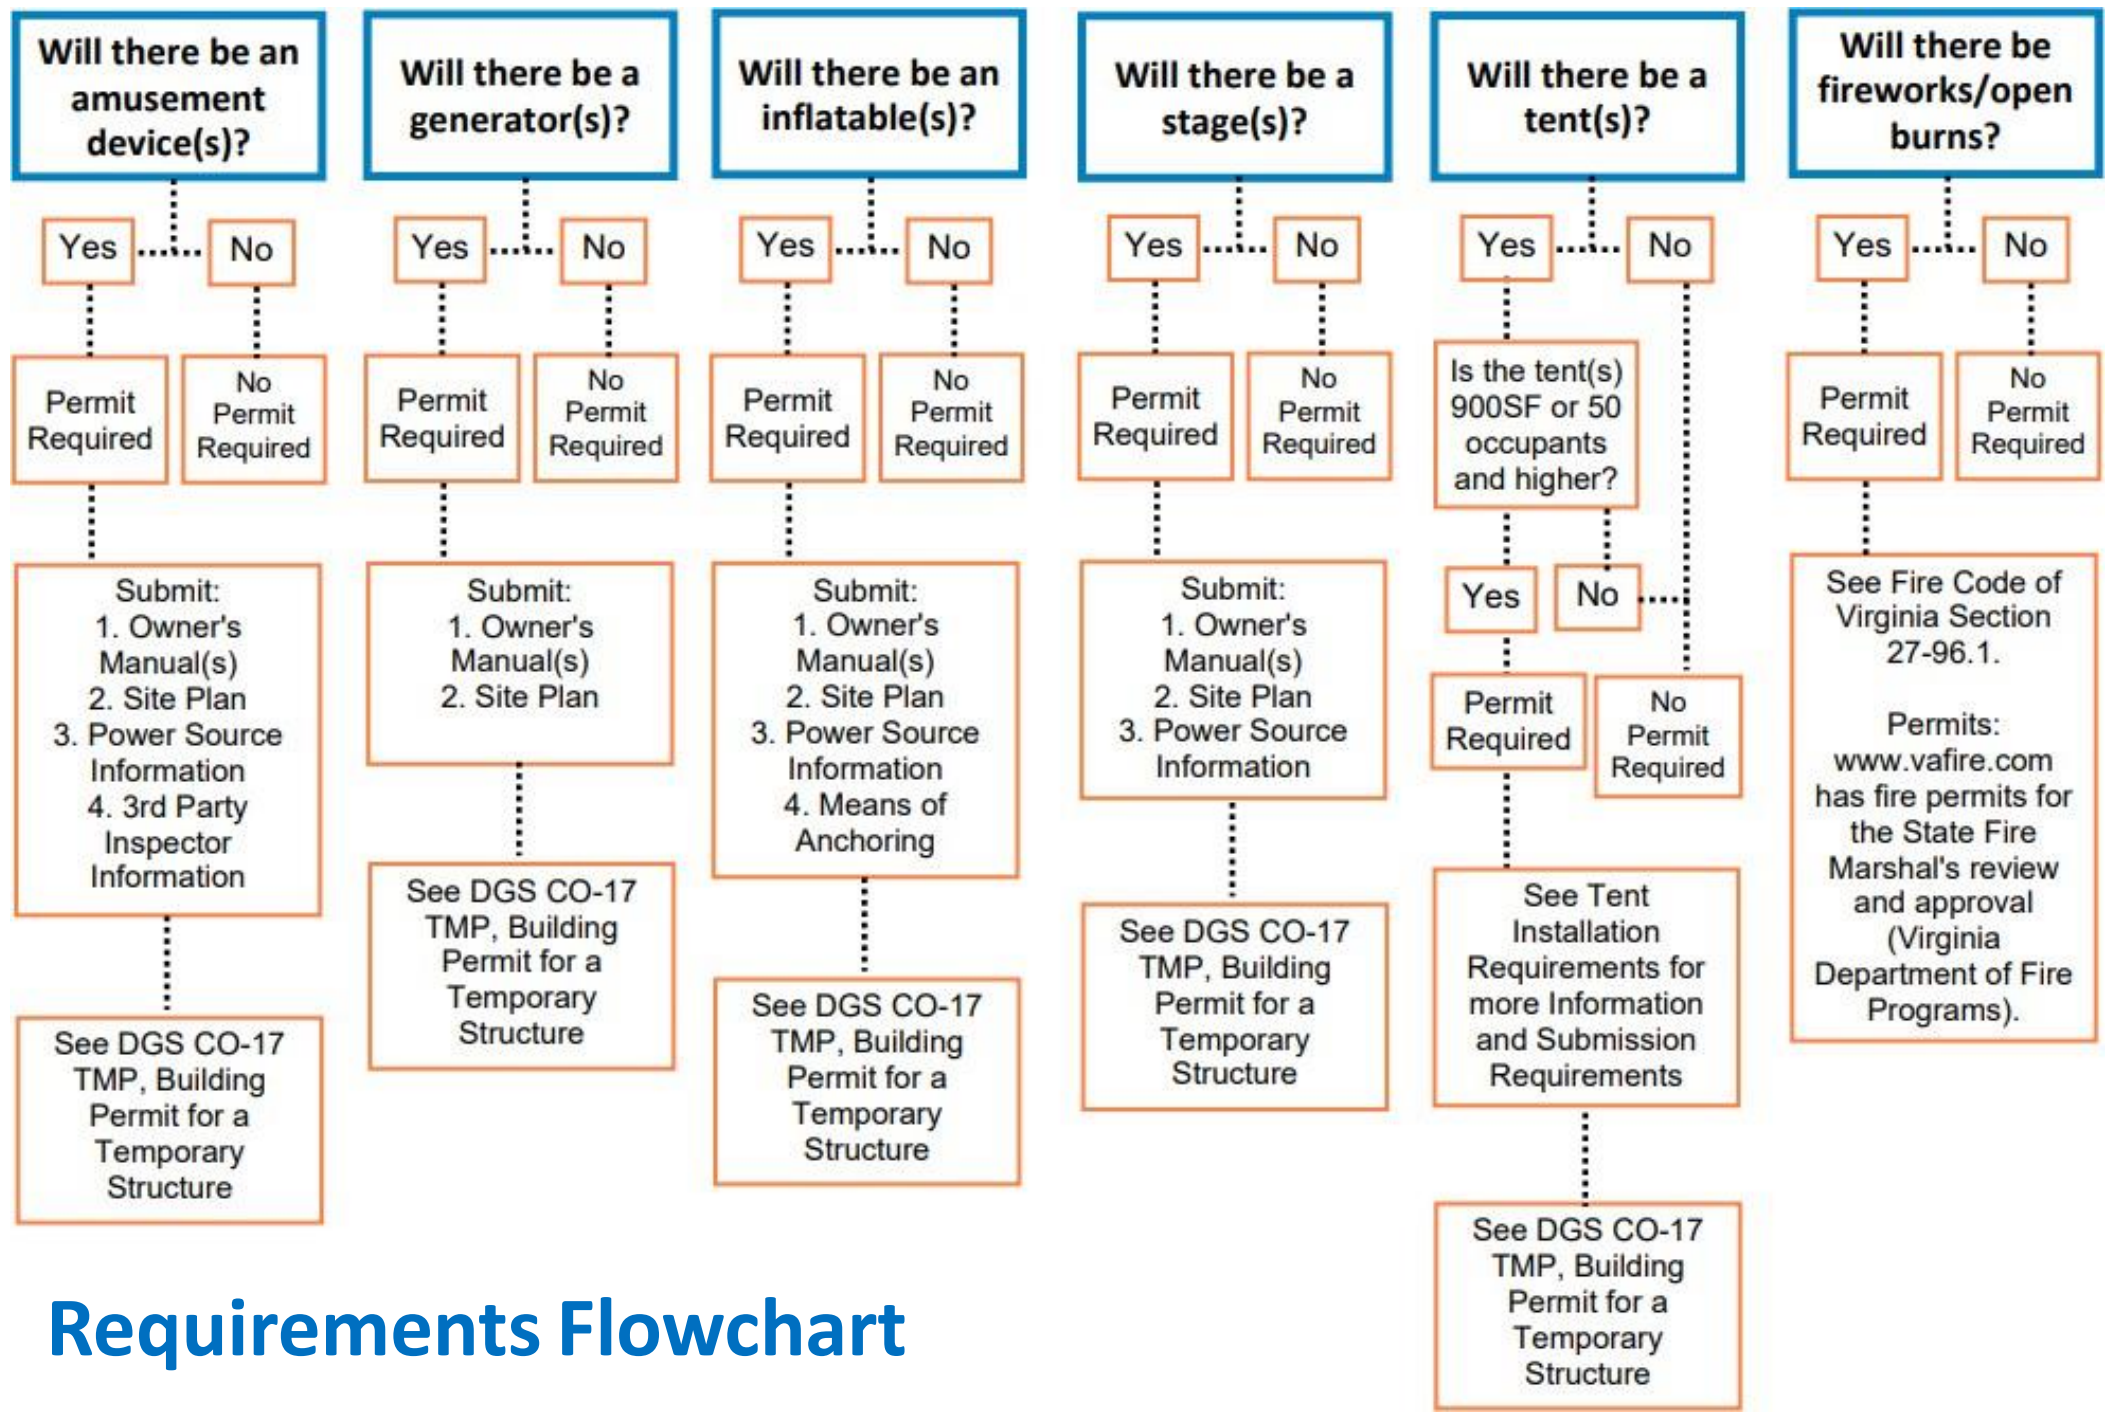 Will there be an
amusement
device(s)?
Yes
No
Permit
Required
No
Permit
Required
Submit:
1. Owner's
Manual(s)
2. Site Plan
3. Power Source
Information
4. 3rd Party
Inspector
Information
See DGS CO-17
TMP, Building
Permit for a
Temporary
Structure
Will there be a
generator(s)?
Yes
No
Permit
Required
No
Permit
Required
Submit:
1. Owner's
Manual(s)
2. Site Plan
See DGS CO-17
TMP, Building
Permit for a
Temporary
Structure
Will there be an
inflatable(s)?
Yes
No
Permit
Required
No
Permit
Required
Submit:
1. Owner's
Manual(s)
2. Site Plan
3. Power Source
Information
4. Means of
Anchoring
See DGS CO-17
TMP, Building
Permit for a
Temporary
Structure
Will there be a
stage(s)?
Yes
No
Permit
Required
No
Permit
Required
Submit:
1. Owner's
Manual(s)
2. Site Plan
3. Power Source
Information
See DGS CO-17
TMP, Building
Permit for a
Temporary
Structure
Will there be a
tent(s)?
Yes
No
Is the tent(s)
900SF or 50
occupants
and higher?
Yes
No
Permit
Required
No
Permit
Required
See Tent
Installation
Requirements for
more Information
and Submission
Requirements
See DGS CO-17
TMP, Building
Permit for a
Temporary
Structure
Will there be
fireworks/open
burns?
Yes
No
Permit
Required
No
Permit
Required
See Fire Code of
Virginia Section
27-96.1.
Permits:
www.vafire.com
has fire permits for
the State Fire
Marshal's review
and approval
(Virginia
Department of Fire
Programs).
Requirements Flowchart